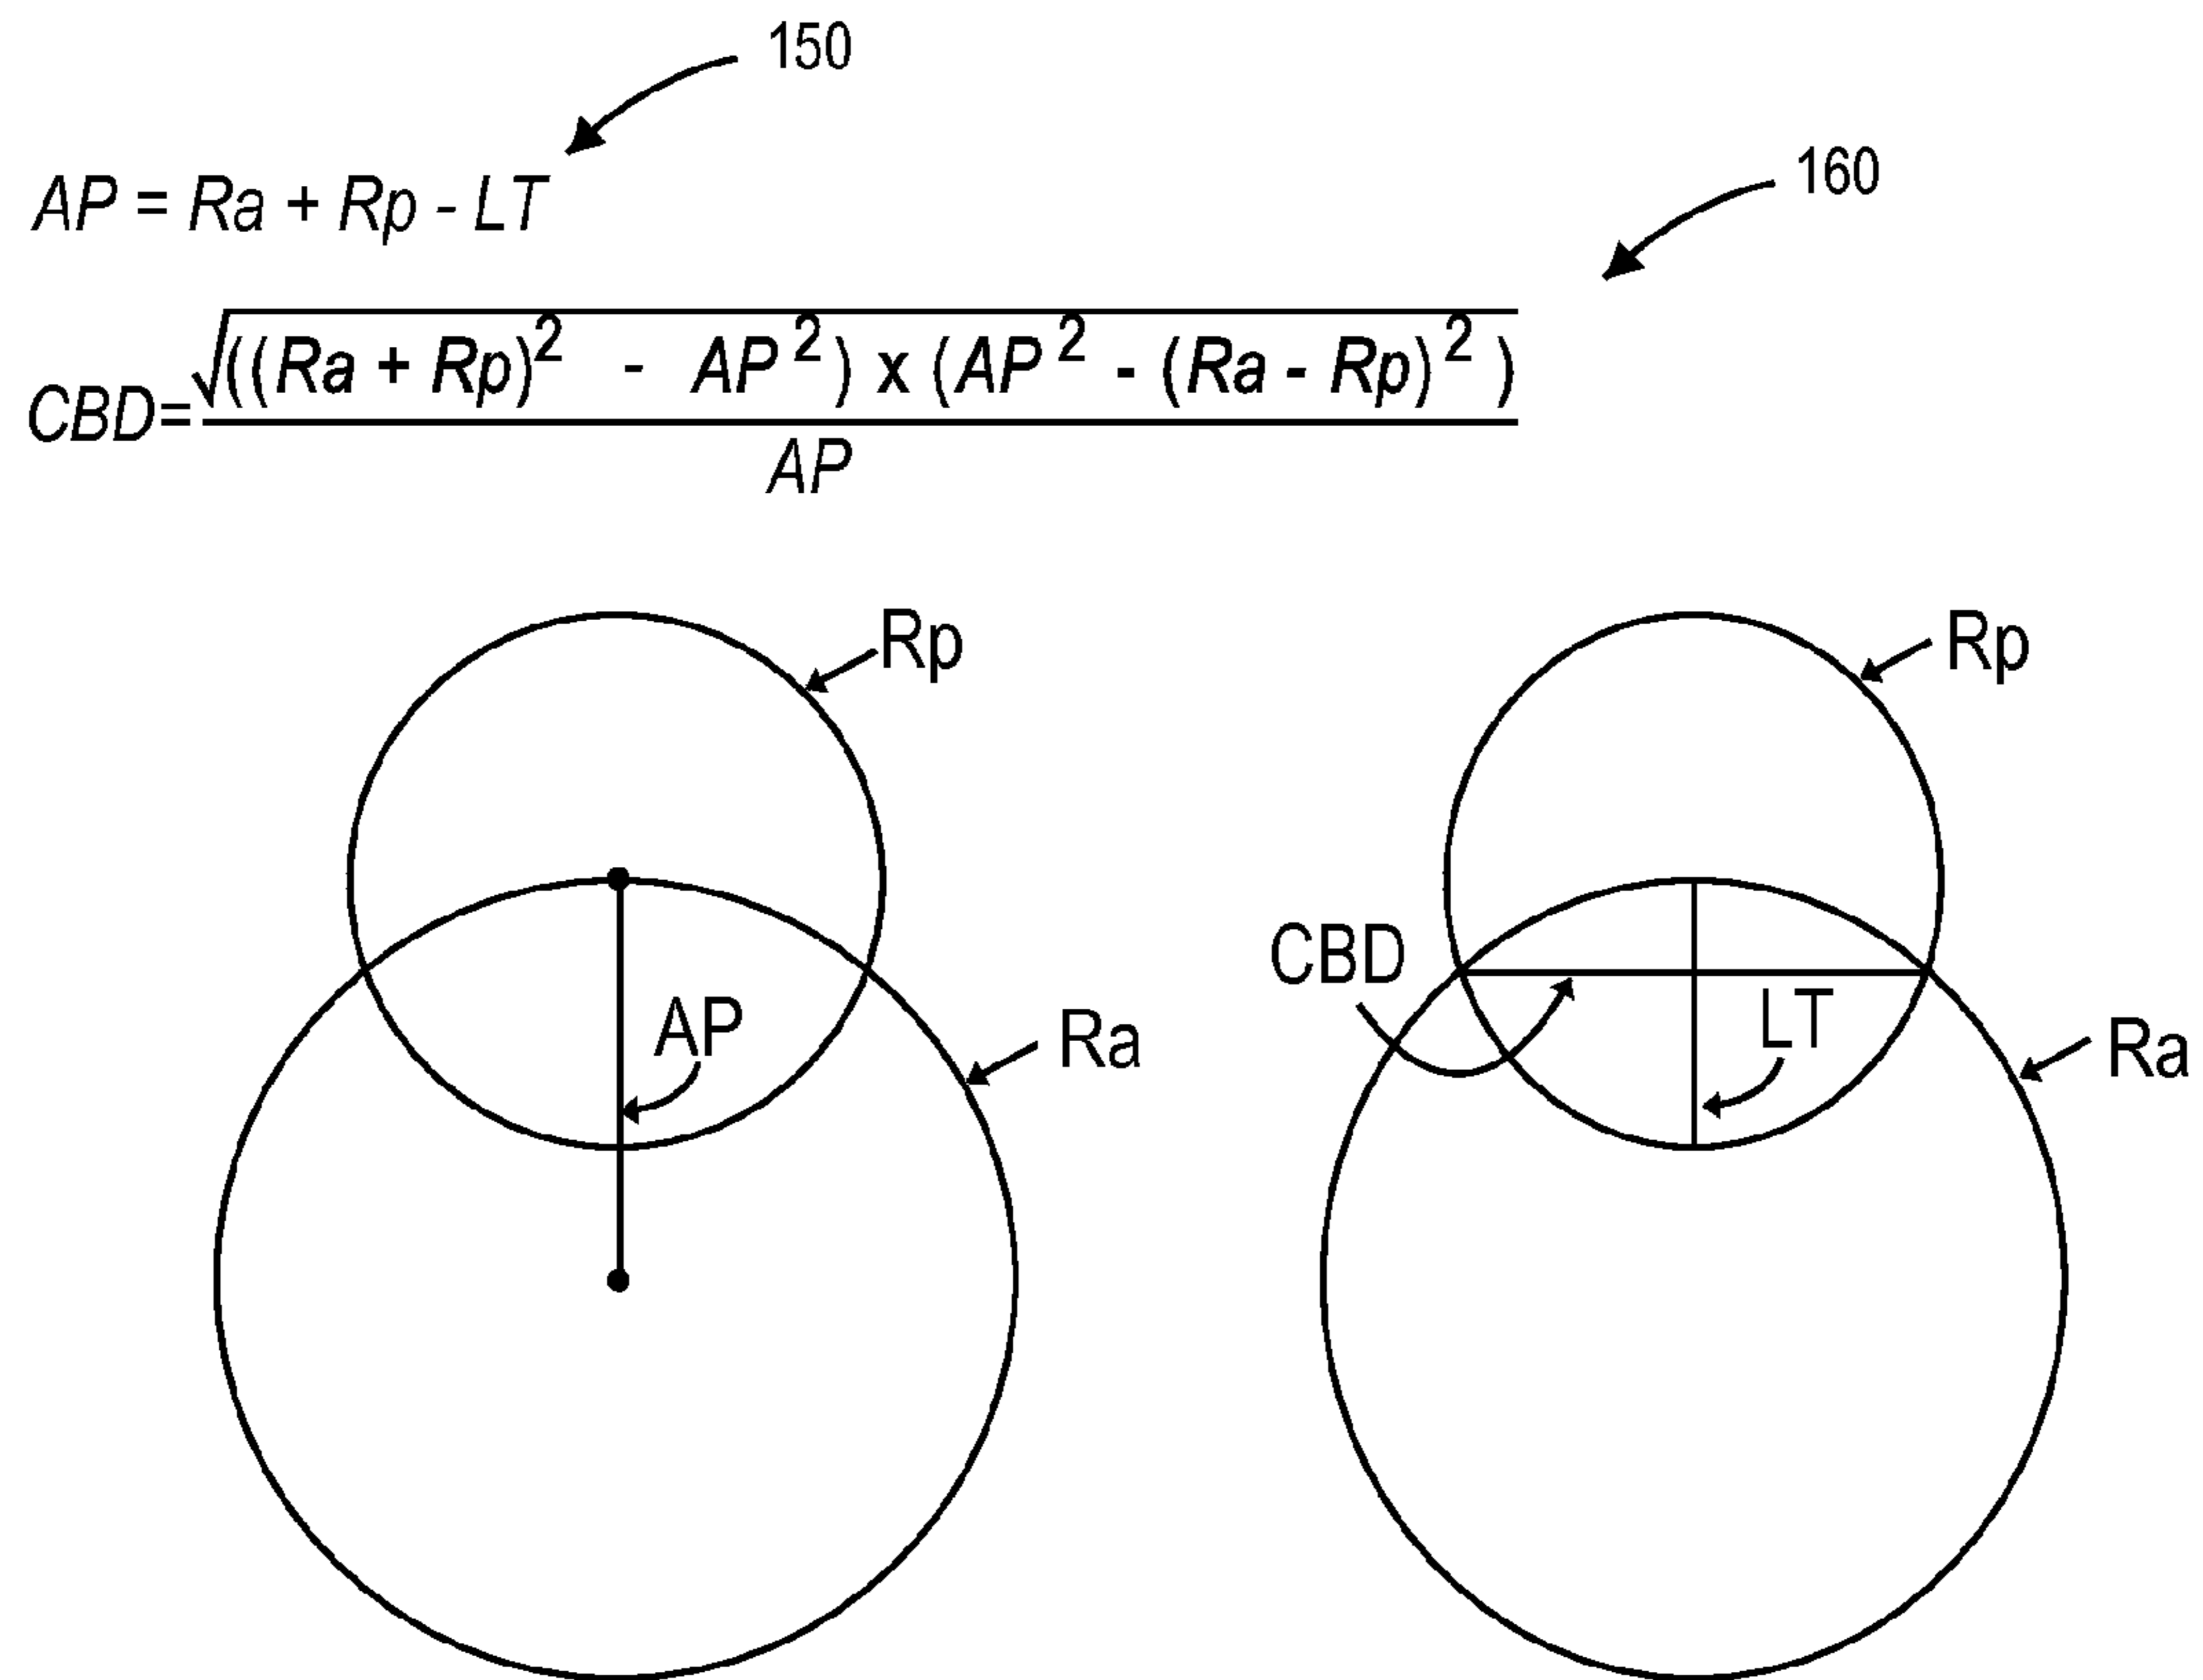 150
AP = Ra + Rp - LT
160
CBD = √(((Ra + Rp)² - AP²) x (AP² - (Ra - Rp)²))
AP
Rp
Rp
CBD
AP
LT
Ra
Ra